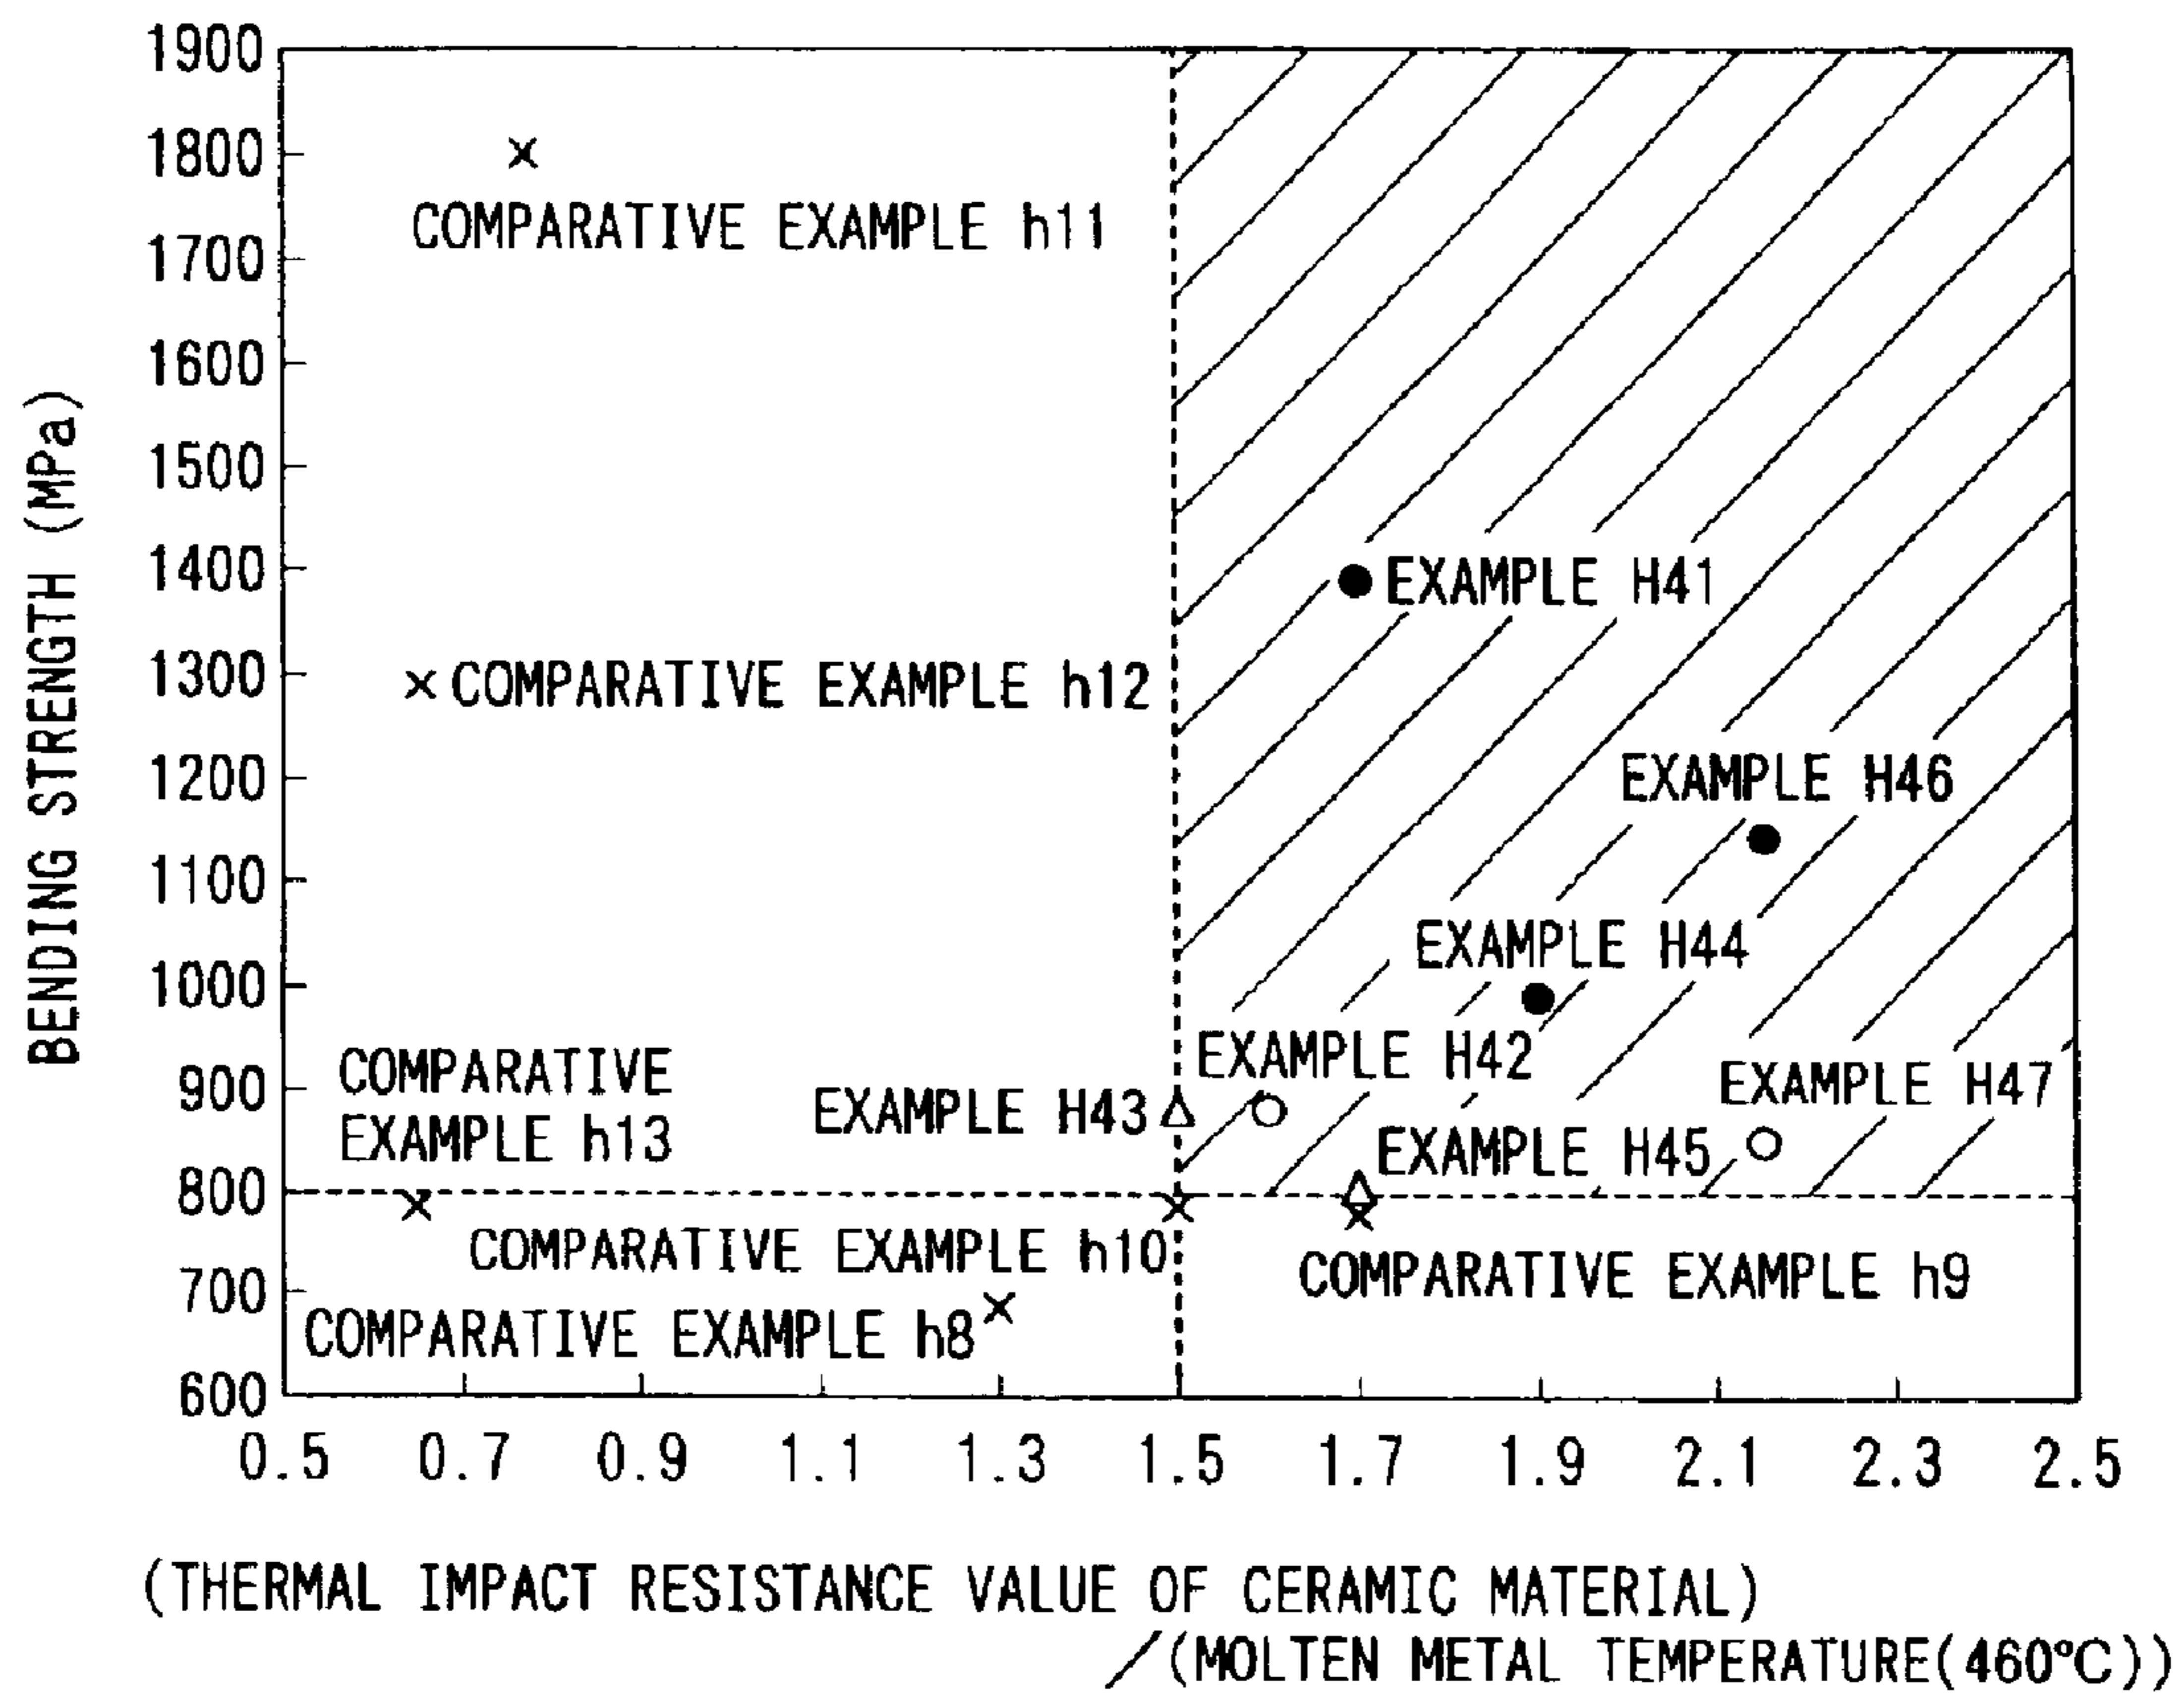 BENDING STRENGTH (MPa)
1900
1800
1700
1600
1500
1400
1300
1200
1100
1000
900
800
700
600
COMPARATIVE EXAMPLE h11
EXAMPLE H41
COMPARATIVE EXAMPLE h12
EXAMPLE H46
EXAMPLE H44
EXAMPLE H42
COMPARATIVE
EXAMPLE h13
EXAMPLE H43
EXAMPLE H47
EXAMPLE H45
COMPARATIVE EXAMPLE h10
COMPARATIVE EXAMPLE h9
COMPARATIVE EXAMPLE h8
0.5 0.7 0.9 1.1 1.3 1.5 1.7 1.9 2.1 2.3 2.5
(THERMAL IMPACT RESISTANCE VALUE OF CERAMIC MATERIAL)
/(MOLTEN METAL TEMPERATURE(460°C))